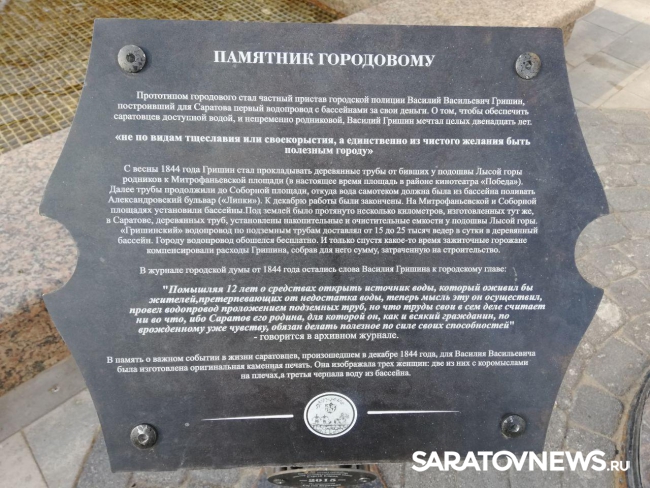 ПАМЯТНИК ГОРОДОВОМУ
Прототипом городового стал частный пристав городской полиции Василий Васильевич Гришин,
построивший для Саратова первый водопровод с бассейнами за свои деньги. О том, чтобы обеспечить
саратовцев доступной водой, и непременно родниковой, Василий Гришин мечтал целых двенадцать лет.
«не по видам тщеславия или своекорыстия, а единственно из чистого желания быть
полезным городу»
С весны 1844 года Гришин стал прокладывать деревянные трубы от бивших у подошвы Лысой горы
родников к Митрофаньевской площади (в настоящее время площадь в районе кинотеатра «Победа»).
Далее трубы продолжили до Соборной площади, откуда вода самотеком должна была из бассейна поливать
Александровский бульвар («Липки»). К декабрю работы были закончены. На Митрофаньевской и Соборной
площадях установили бассейны.Под землей было протянуто несколько километров, изготовленных тут же,
в Саратове, деревянных труб, установлены накопительные и очистительные емкости у подошвы Лысой горы.
«Гришинский» водопровод по подземным трубам доставлял от 15 до 25 тысяч ведер в сутки в деревянный
бассейн. Городу водопровод обошелся бесплатно. И только спустя какое-то время зажиточные горожане
компенсировали расходы Гришина, собрав для него сумму, затраченную на строительство.
В журнале городской думы от 1844 года остались слова Василия Гришина к городскому главе:
"Помышляя 12 лет о средствах открыть источник воды, который оживил бы
жителей,претерпевающих от недостатка воды, теперь мысль эту он осуществил,
провел водопровод проложением подземных труб, но что труды свои в сем деле считает
ни во что, ибо Саратов его родина, для которой он, как и всякий гражданин, по
врожденному уже чувству, обязан делать полезное по силе своих способностей"
- говорится в архивном журнале.
В память о важном событии в жизни саратовцев, произошедшем в декабре 1844 года, для Василия Васильевича
была изготовлена оригинальная каменная печать. Она изображала трех женщин: две из них с коромыслами
на плечах,а третья черпала воду из бассейна.
2015
SARATOVNEWS.RU